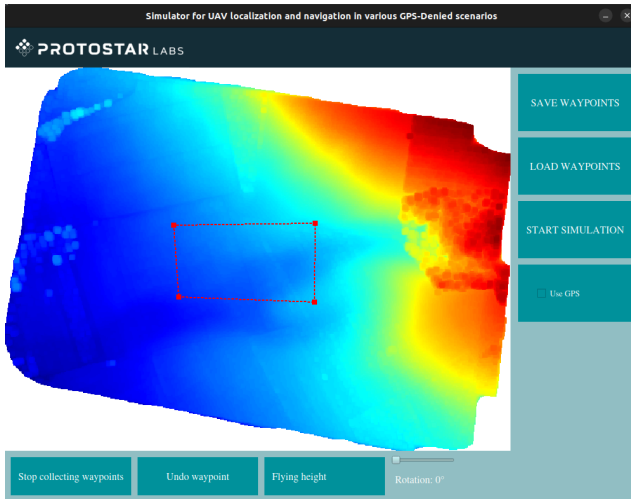 Simulator for UAV localization and navigation in various GPS-Denied scenarios
PROTOSTAR LABS
SAVE WAYPOINTS
LOAD WAYPOINTS
START SIMULATION
Use GPS
Stop collecting waypoints
Undo waypoint
Flying height
Rotation: 0°